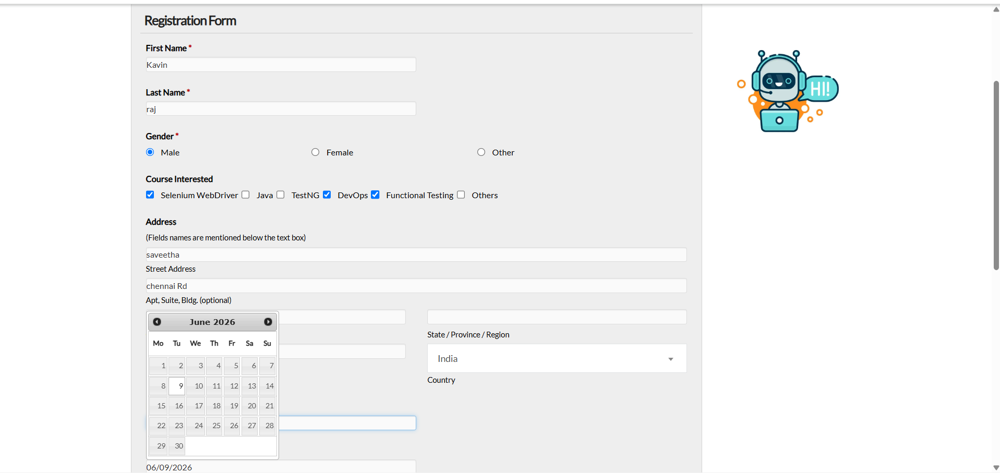 Registration Form
First Name *
Kavin
Last Name *
raj
Gender *
Male Female Other
Course Interested
Selenium WebDriver Java TestNG DevOps Functional Testing Others
Address
(Fields names are mentioned below the text box)
saveetha
Street Address
chennai Rd
Apt, Suite, Bldg. (optional)
State / Province / Region
India
Country
June 2026
Mo Tu We Th Fr Sa Su
1 2 3 4 5 6 7
8 9 10 11 12 13 14
15 16 17 18 19 20 21
22 23 24 25 26 27 28
29 30
06/09/2026
HI!